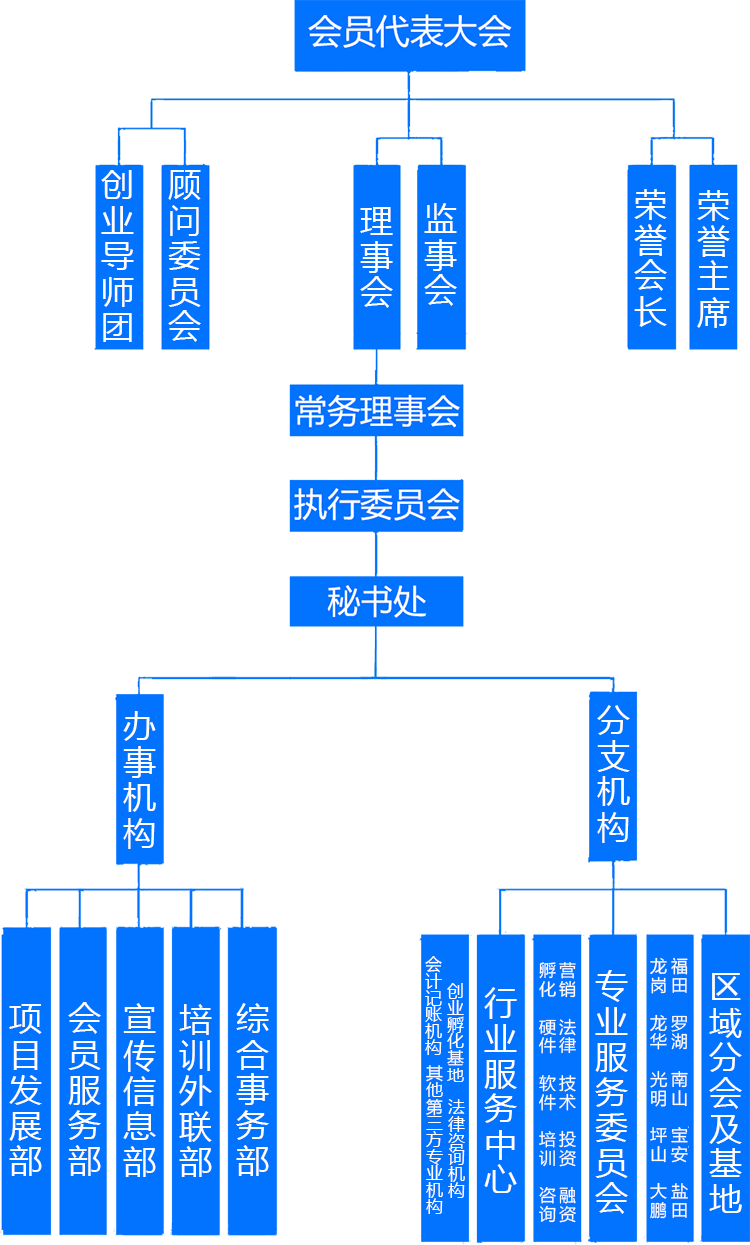 会员代表大会
创业导师团
顾问委员会
理事会
监事会
荣誉会长
荣誉主席
常务理事会
执行委员会
秘书处
办事机构
分支机构
项目发展部
会员服务部
宣传信息部
培训外联部
综合事务部
创业孵化基地 法律咨询机构
会计记账机构 其他第三方专业机构
行业服务中心
营销 法律 技术 投资 融资
孵化 硬件 软件 培训 咨询
专业服务委员会
福田 罗湖 南山 宝安 盐田
龙岗 龙华 光明 坪山 大鹏
区域分会及基地